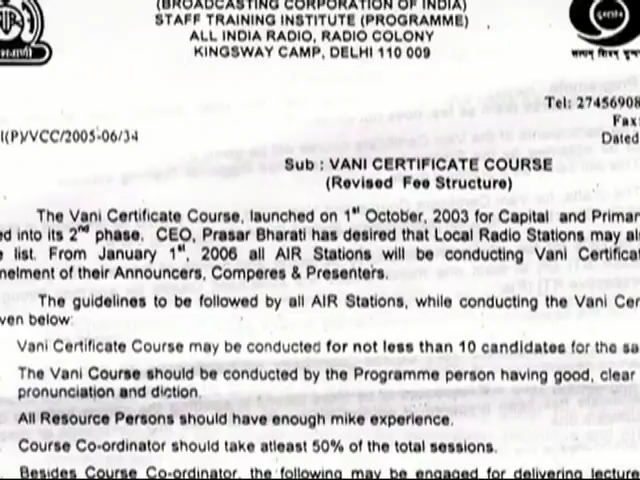 (BROADCASTING CORPORATION OF INDIA)
STAFF TRAINING INSTITUTE (PROGRAMME)
ALL INDIA RADIO, RADIO COLONY
KINGSWAY CAMP, DELHI 110 009
Tel: 27456908
Fax:
I(P)/VCC/2005-06/34
Dated
Sub : VANI CERTIFICATE COURSE
(Revised Fee Structure)
The Vani Certificate Course, launched on 1st October, 2003 for Capital and Primar
ed into its 2nd phase, CEO, Prasar Bharati has desired that Local Radio Stations may al
e list. From January 1st, 2006 all AIR Stations will be conducting Vani Certificat
nelment of their Announcers, Comperes & Presenters.
The guidelines to be followed by all AIR Stations, while conducting the Vani Cer
ven below:
Vani Certificate Course may be conducted for not less than 10 candidates for the sa
The Vani Course should be conducted by the Programme person having good, clear
pronunciation and diction.
All Resource Persons should have enough mike experience.
Course Co-ordinator should take atleast 50% of the total sessions.
Besides Course Co-ordinator, the following may be engaged for delivering lecture